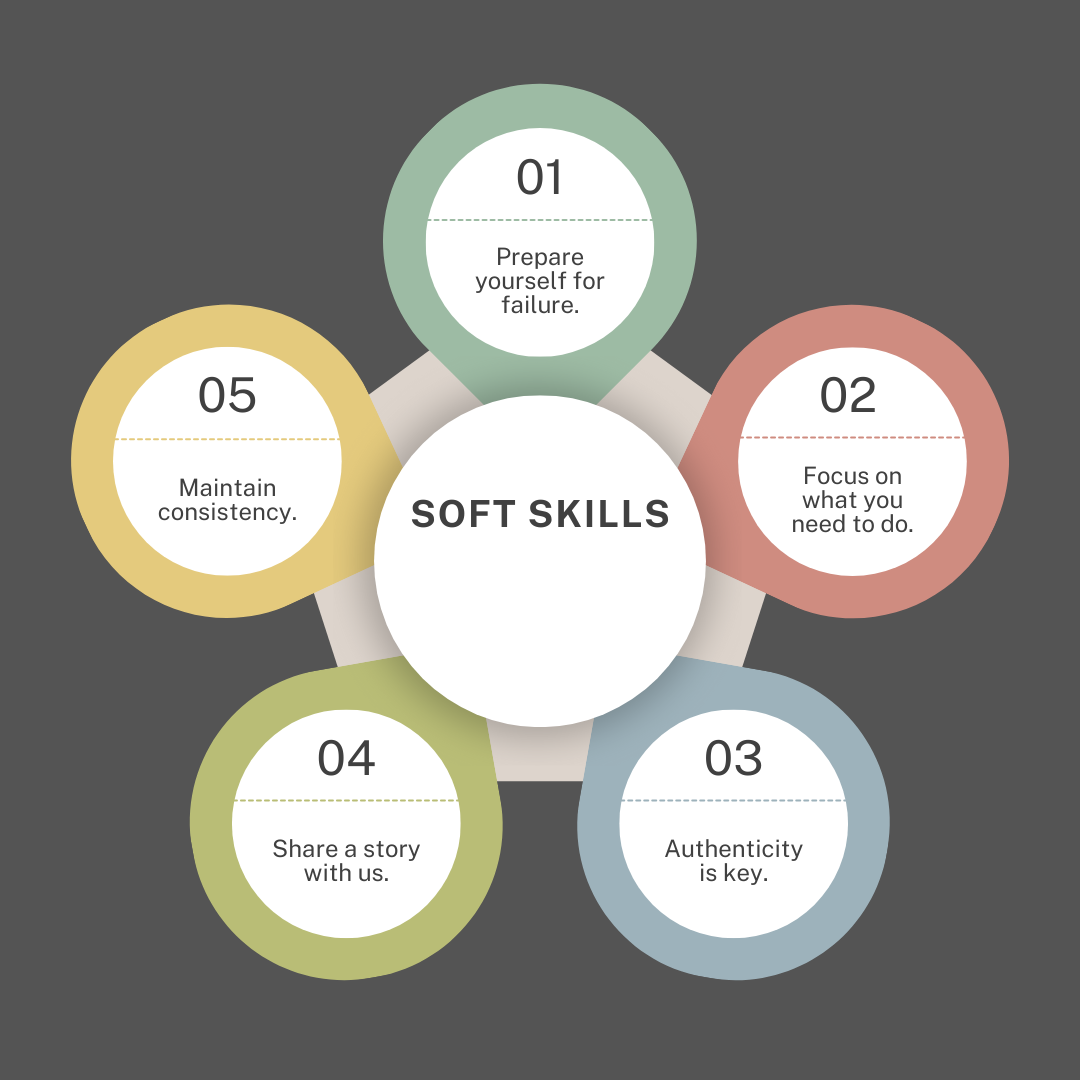 SOFT SKILLS
01
Prepare
yourself for
failure.
02
Focus on
what you
need to do.
03
Authenticity
is key.
04
Share a story
with us.
05
Maintain
consistency.